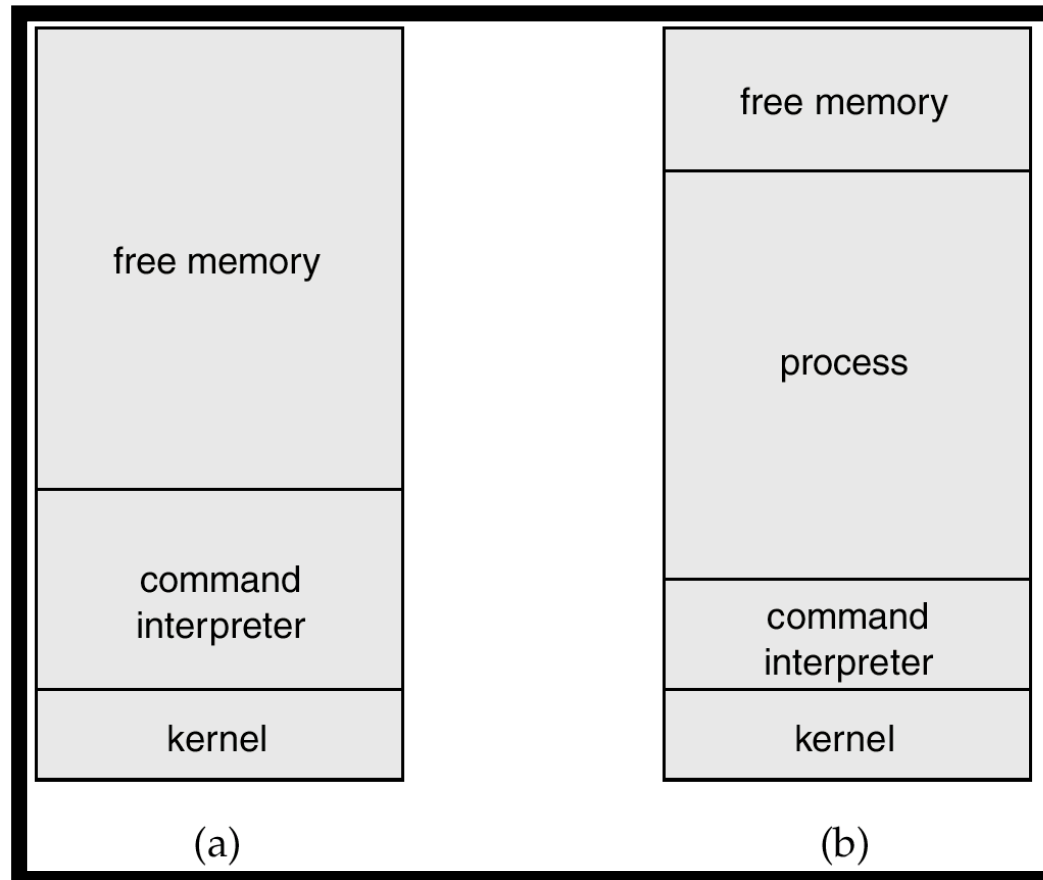 free memory
command
interpreter
kernel
(a)
free memory
process
command
interpreter
kernel
(b)